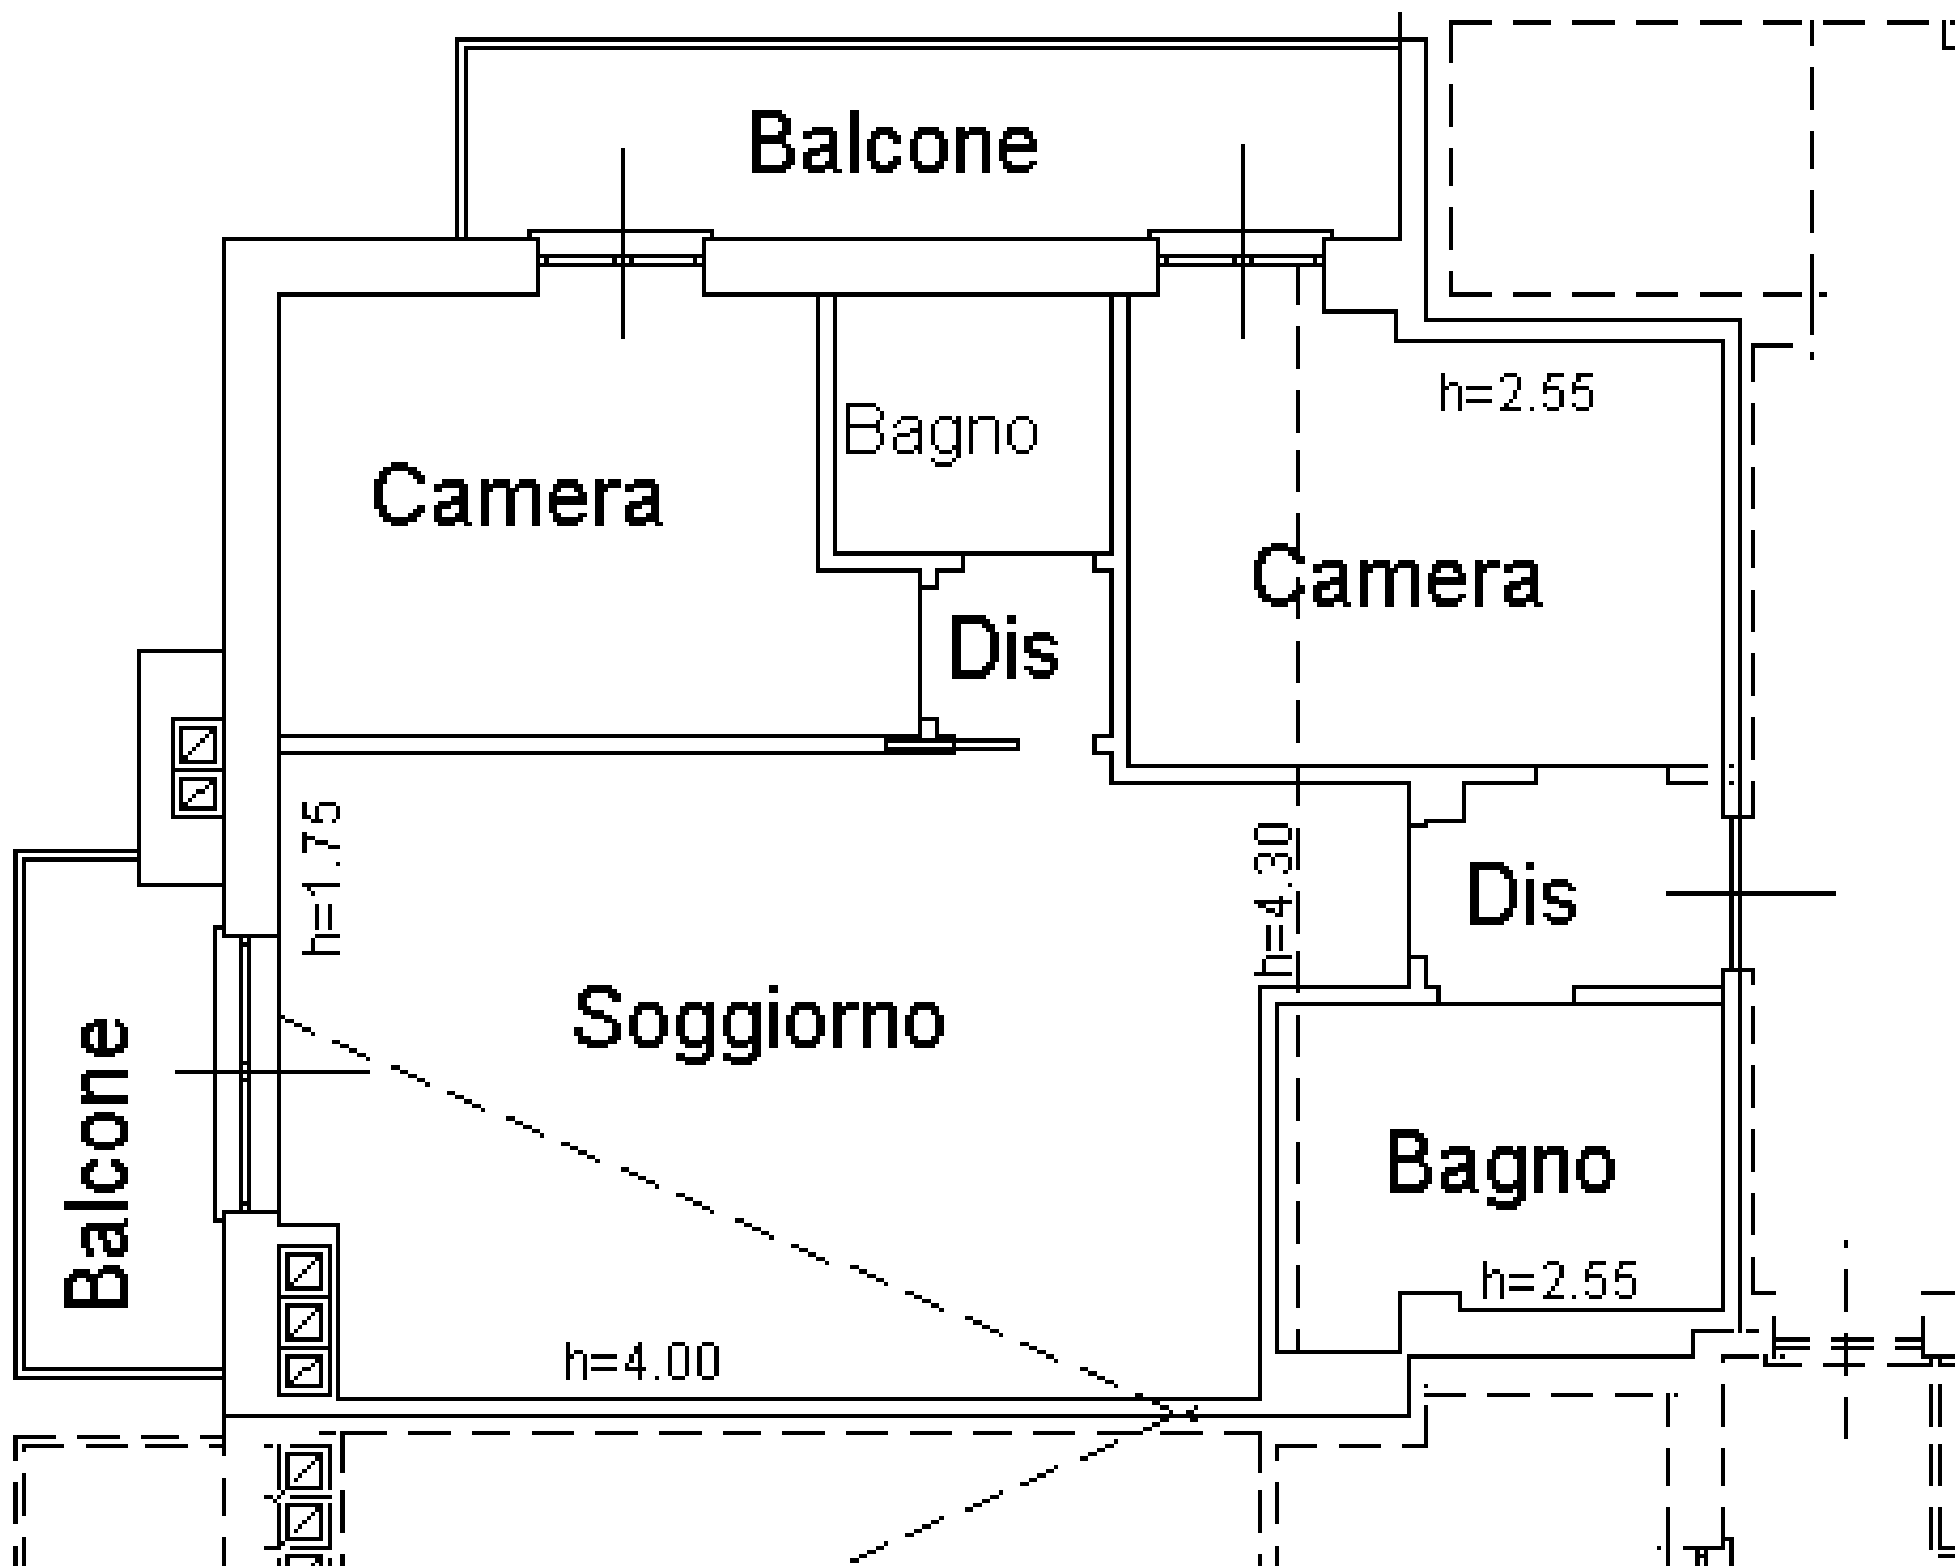 Balcone
h=2.55
Bagno
Camera
Camera
Dis
h=1.75
h=4.30
Dis
Soggiorno
Balcone
Bagno
h=2.55
h=4.00